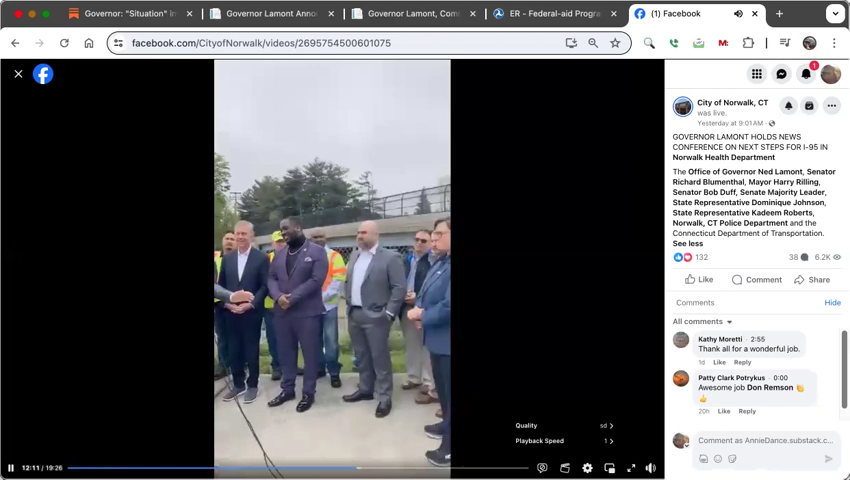 Governor: "Situation" Im
Governor Lamont Anno
Governor Lamont, Com
ER - Federal-aid Progra
(1) Facebook
facebook.com/CityofNorwalk/videos/2695754500601075
1
City of Norwalk, CT
was live.
Yesterday at 9:01 AM
GOVERNOR LAMONT HOLDS NEWS
CONFERENCE ON NEXT STEPS FOR I-95 IN
Norwalk Health Department
The Office of Governor Ned Lamont, Senator
Richard Blumenthal, Mayor Harry Rilling,
Senator Bob Duff, Senate Majority Leader,
State Representative Dominique Johnson,
State Representative Kadeem Roberts,
Norwalk, CT Police Department and the
Connecticut Department of Transportation.
See less
132
38
6.2K
Like
Comment
Share
Comments
Hide
All comments
Kathy Moretti · 2:55
Thank all for a wonderful job.
1d Like Reply
Patty Clark Potrykus · 0:00
Awesome job Don Remson
20h Like Reply
Comment as AnnieDance.substack.c...
Quality sd
Playback Speed 1
12:11 / 19:26